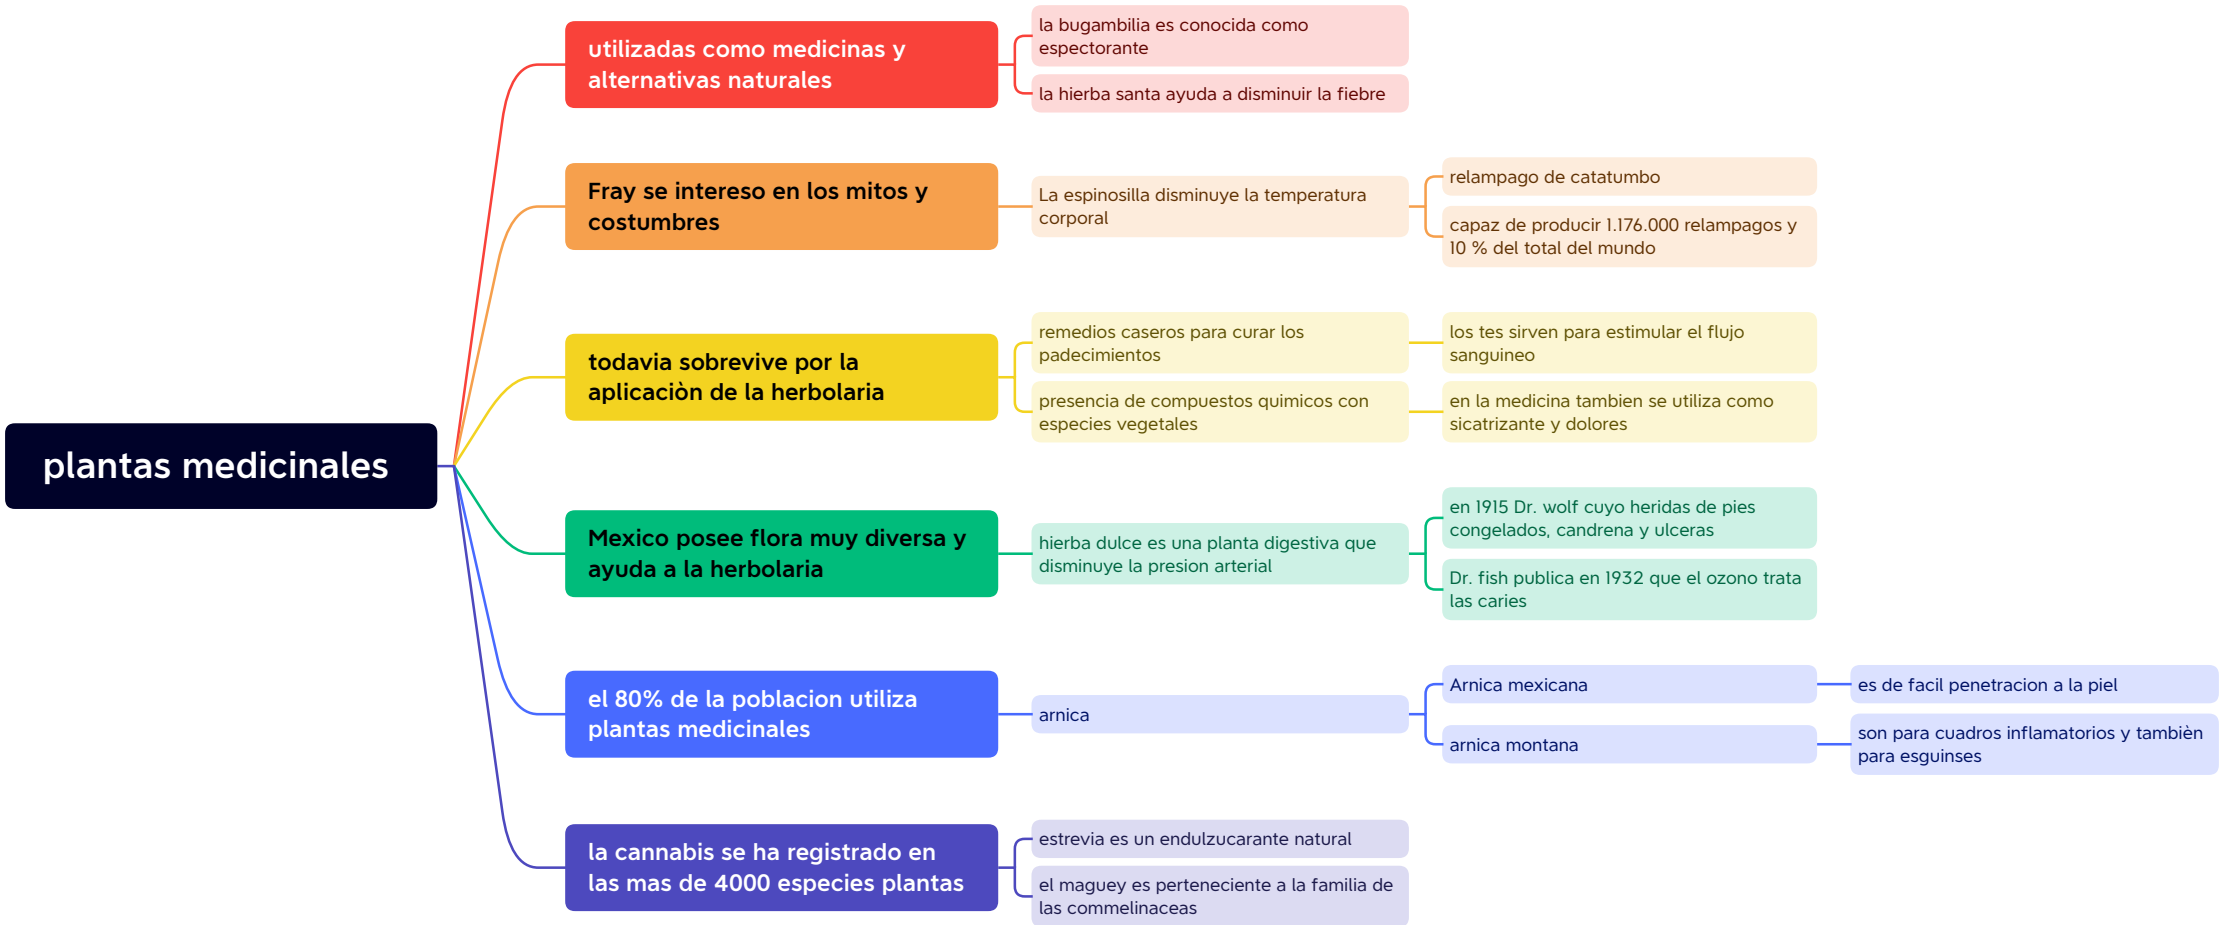 plantas medicinales
utilizadas como medicinas y
alternativas naturales
la bugambilia es conocida como
espectorante
la hierba santa ayuda a disminuir la fiebre
Fray se intereso en los mitos y
costumbres
La espinosilla disminuye la temperatura
corporal
relampago de catatumbo
capaz de producir 1.176.000 relampagos y
10 % del total del mundo
todavia sobrevive por la
aplicaciòn de la herbolaria
remedios caseros para curar los
padecimientos
los tes sirven para estimular el flujo
sanguineo
presencia de compuestos quimicos con
especies vegetales
en la medicina tambien se utiliza como
sicatrizante y dolores
Mexico posee flora muy diversa y
ayuda a la herbolaria
hierba dulce es una planta digestiva que
disminuye la presion arterial
en 1915 Dr. wolf cuyo heridas de pies
congelados, candrena y ulceras
Dr. fish publica en 1932 que el ozono trata
las caries
el 80% de la poblacion utiliza
plantas medicinales
arnica
Arnica mexicana
es de facil penetracion a la piel
arnica montana
son para cuadros inflamatorios y tambièn
para esguinses
la cannabis se ha registrado en
las mas de 4000 especies plantas
estrevia es un endulzucarante natural
el maguey es perteneciente a la familia de
las commelinaceas